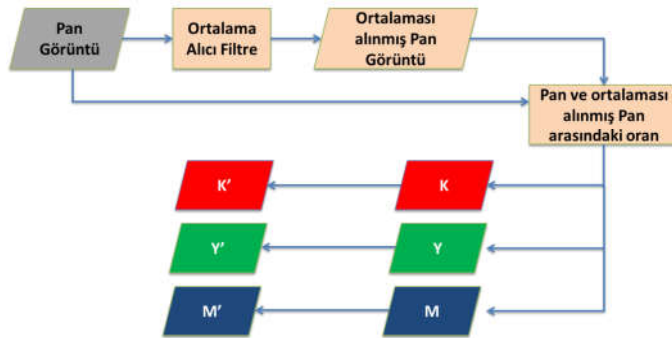 Pan
Görüntü
Ortalama
Alıcı Filtre
Ortalaması
alınmış Pan
Görüntü
Pan ve ortalaması
alınmış Pan
arasındaki oran
K'
K
Y'
Y
M'
M